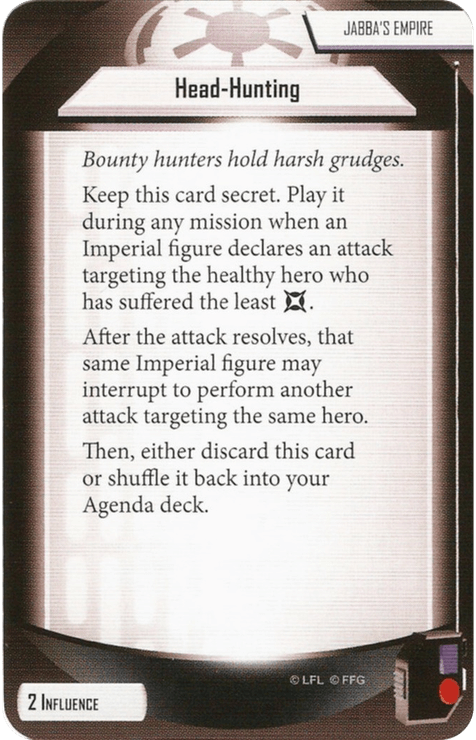 JABBA'S EMPIRE
Head-Hunting
Bounty hunters hold harsh grudges.
Keep this card secret. Play it
during any mission when an
Imperial figure declares an attack
targeting the healthy hero who
has suffered the least .
After the attack resolves, that
same Imperial figure may
interrupt to perform another
attack targeting the same hero.
Then, either discard this card
or shuffle it back into your
Agenda deck.
© LFL © FFG
2 INFLUENCE